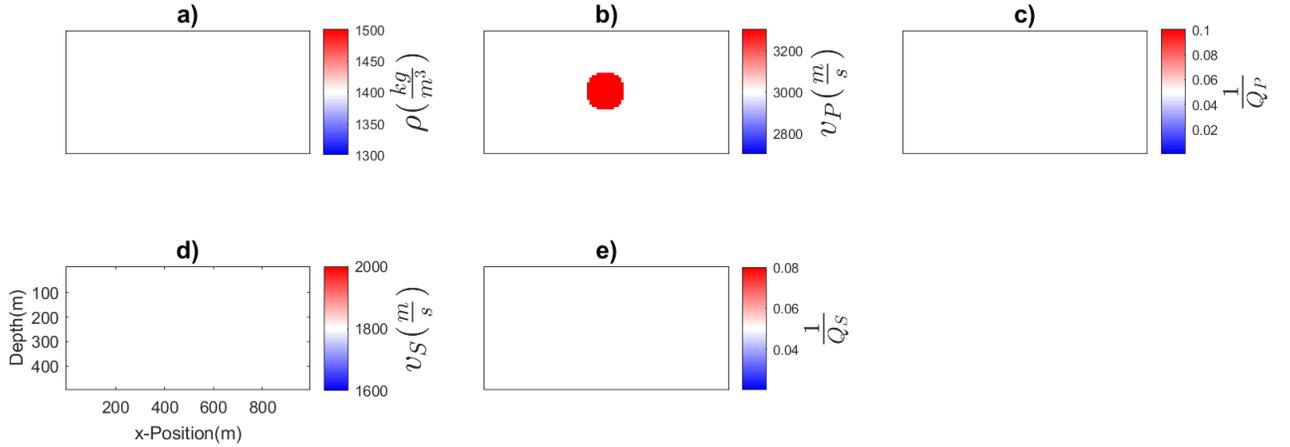 a)
1500
1450
1400
1350
1300
ρ(kg/m³)
b)
3200
3000
2800
v_P(m/s)
c)
0.1
0.08
0.06
0.04
0.02
1/Q_P
d)
100
200
300
400
Depth(m)
200 400 600 800
x-Position(m)
2000
1800
1600
v_S(m/s)
e)
0.08
0.06
0.04
1/Q_S